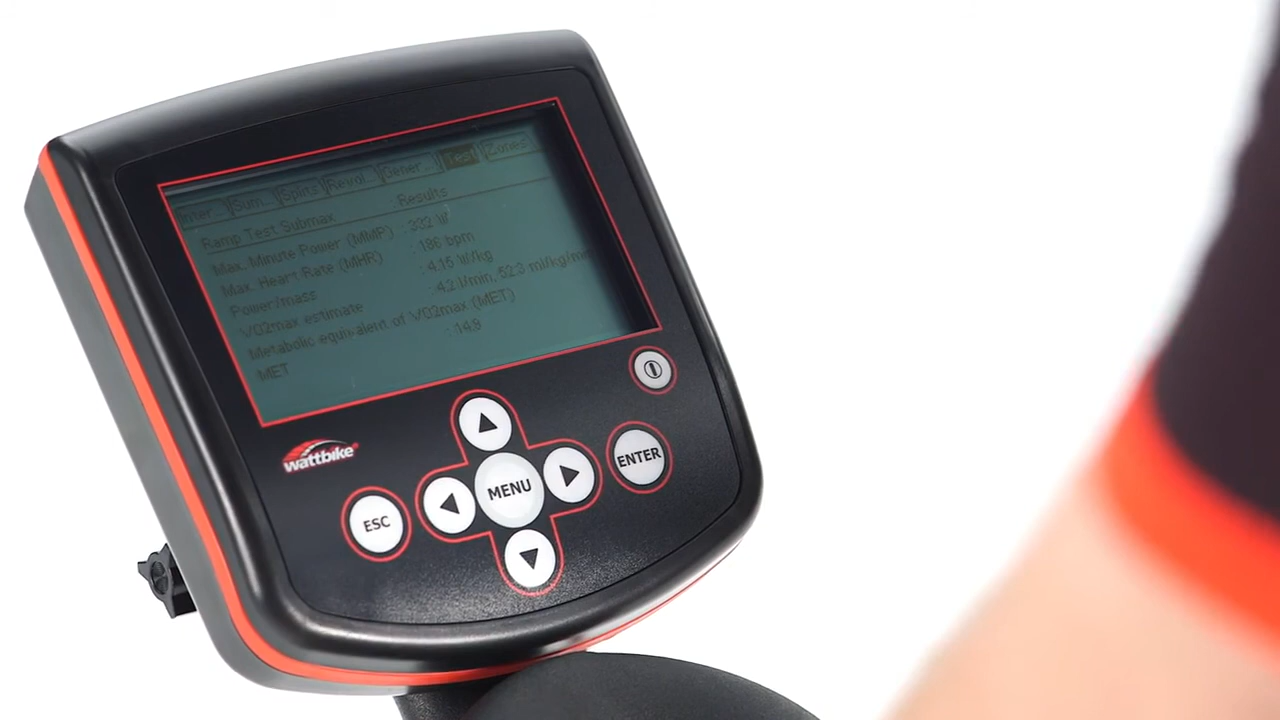 Inter... Sum... Splits Revol... Gener... Test Zones
Ramp Test Submax : Results
Max. Minute Power (MMP) : 332 W
Max. Heart Rate (MHR) : 186 bpm
Power/mass : 4.15 W/kg
VO2max estimate : 4.2 l/min, 52.3 ml/kg/m
Metabolic equivalent of VO2max (MET)
MET : 14.9
wattbike
ESC
MENU
ENTER